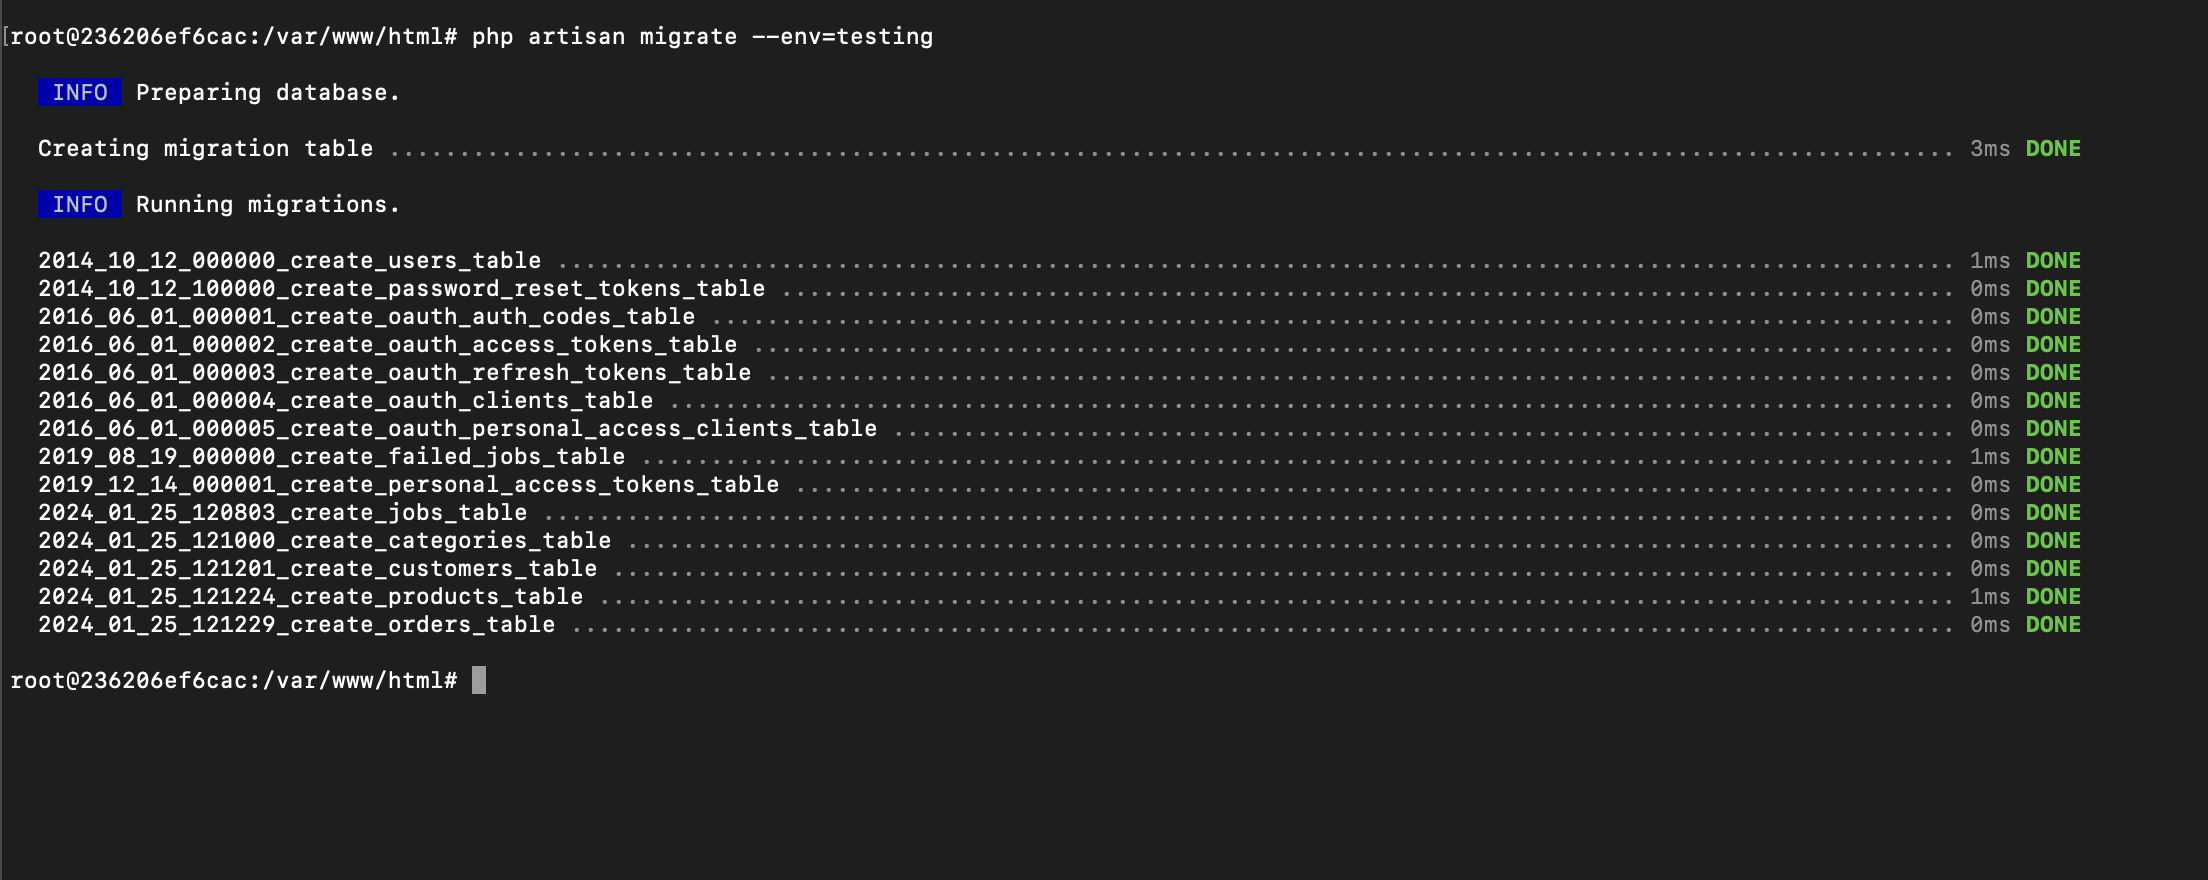 [root@236206ef6cac:/var/www/html# php artisan migrate --env=testing
INFO Preparing database.
Creating migration table ................................................................................................................ 3ms DONE
INFO Running migrations.
2014_10_12_000000_create_users_table .................................................................................................... 1ms DONE
2014_10_12_100000_create_password_reset_tokens_table .................................................................................... 0ms DONE
2016_06_01_000001_create_oauth_auth_codes_table ......................................................................................... 0ms DONE
2016_06_01_000002_create_oauth_access_tokens_table ...................................................................................... 0ms DONE
2016_06_01_000003_create_oauth_refresh_tokens_table ..................................................................................... 0ms DONE
2016_06_01_000004_create_oauth_clients_table ............................................................................................ 0ms DONE
2016_06_01_000005_create_oauth_personal_access_clients_table ............................................................................ 0ms DONE
2019_08_19_000000_create_failed_jobs_table .............................................................................................. 1ms DONE
2019_12_14_000001_create_personal_access_tokens_table ................................................................................... 0ms DONE
2024_01_25_120803_create_jobs_table ..................................................................................................... 0ms DONE
2024_01_25_121000_create_categories_table ............................................................................................... 0ms DONE
2024_01_25_121201_create_customers_table ................................................................................................ 0ms DONE
2024_01_25_121224_create_products_table ................................................................................................. 1ms DONE
2024_01_25_121229_create_orders_table ................................................................................................... 0ms DONE
root@236206ef6cac:/var/www/html#